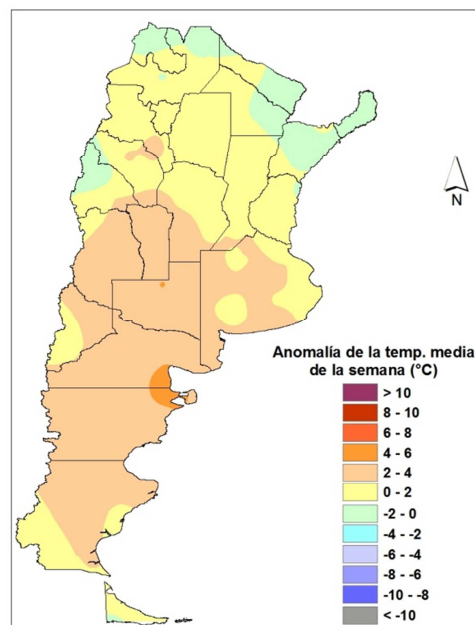 N
Anomalía de la temp. media
de la semana (°C)
> 10
8 - 10
6 - 8
4 - 6
2 - 4
0 - 2
-2 - 0
-4 - -2
-6 - -4
-8 - -6
-10 - -8
< -10